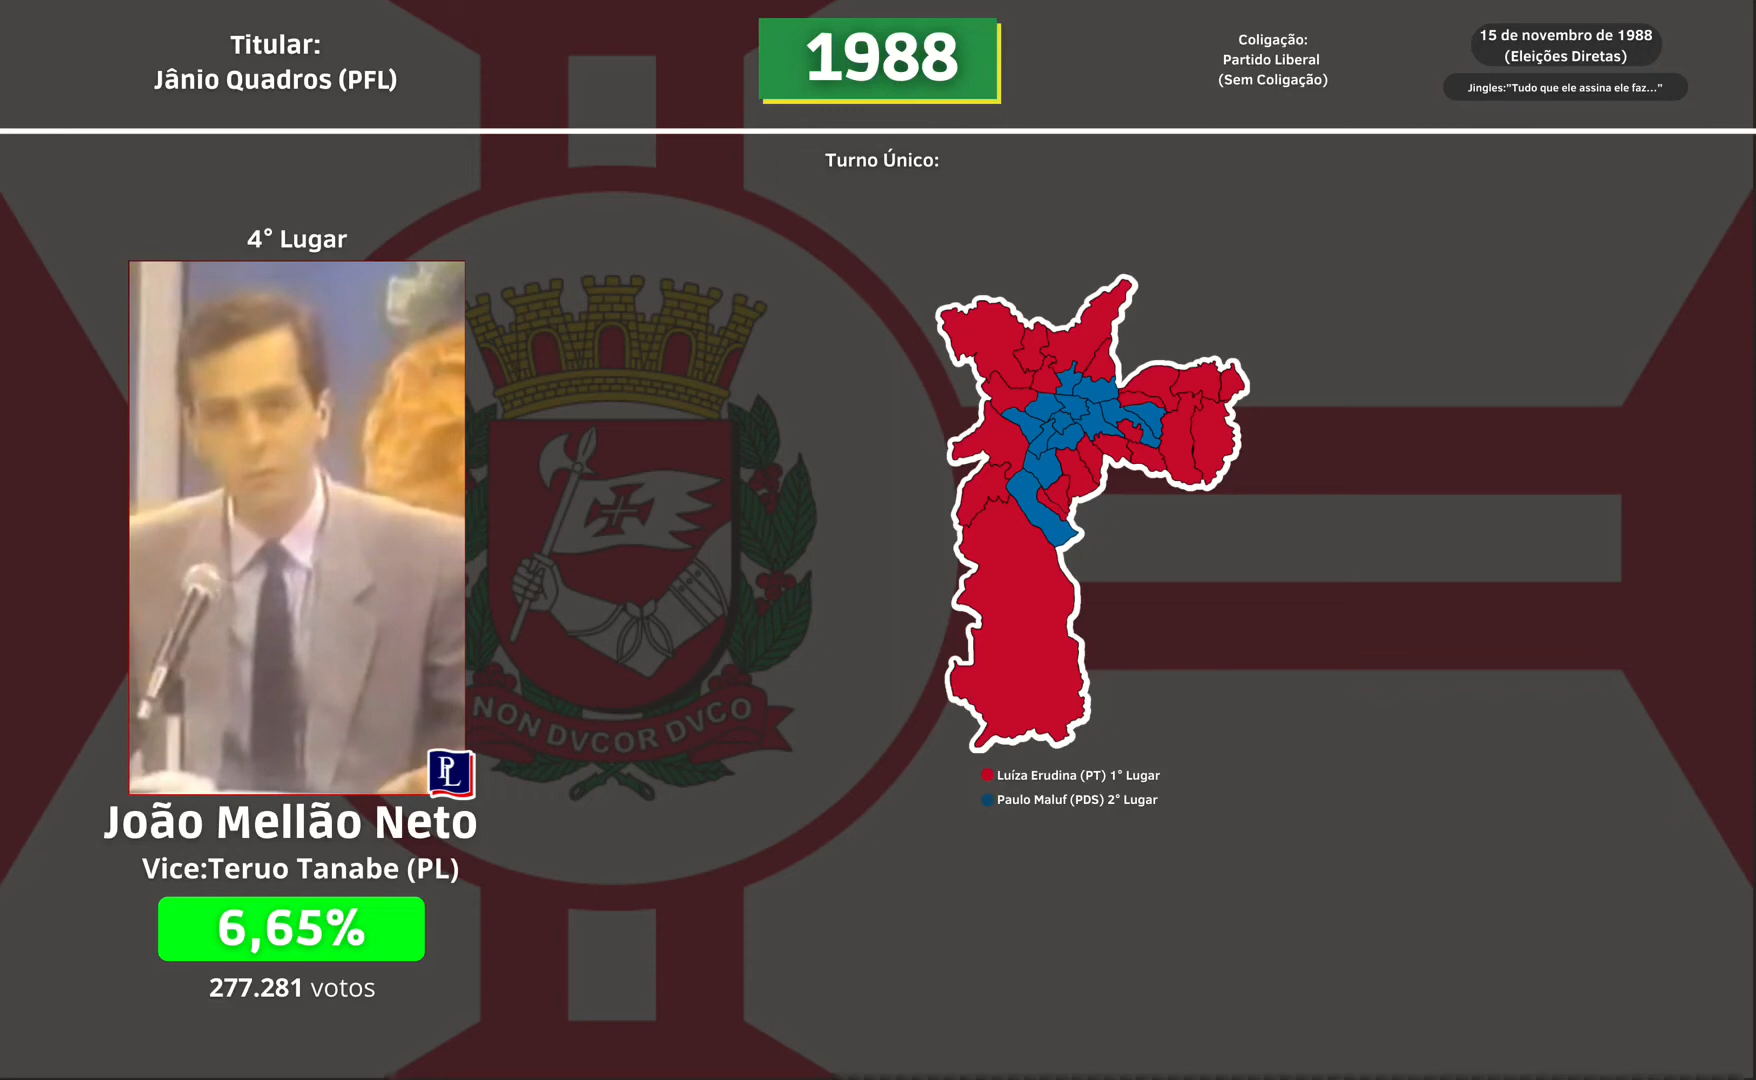 Titular:
Jânio Quadros (PFL)
1988
Coligação:
Partido Liberal
(Sem Coligação)
15 de novembro de 1988
(Eleições Diretas)
Jingles:"Tudo que ele assina ele faz..."
Turno Único:
4° Lugar
NON DVCOR DVCO
PL
João Mellão Neto
Vice:Teruo Tanabe (PL)
6,65%
277.281 votos
Luíza Erudina (PT) 1° Lugar
Paulo Maluf (PDS) 2° Lugar